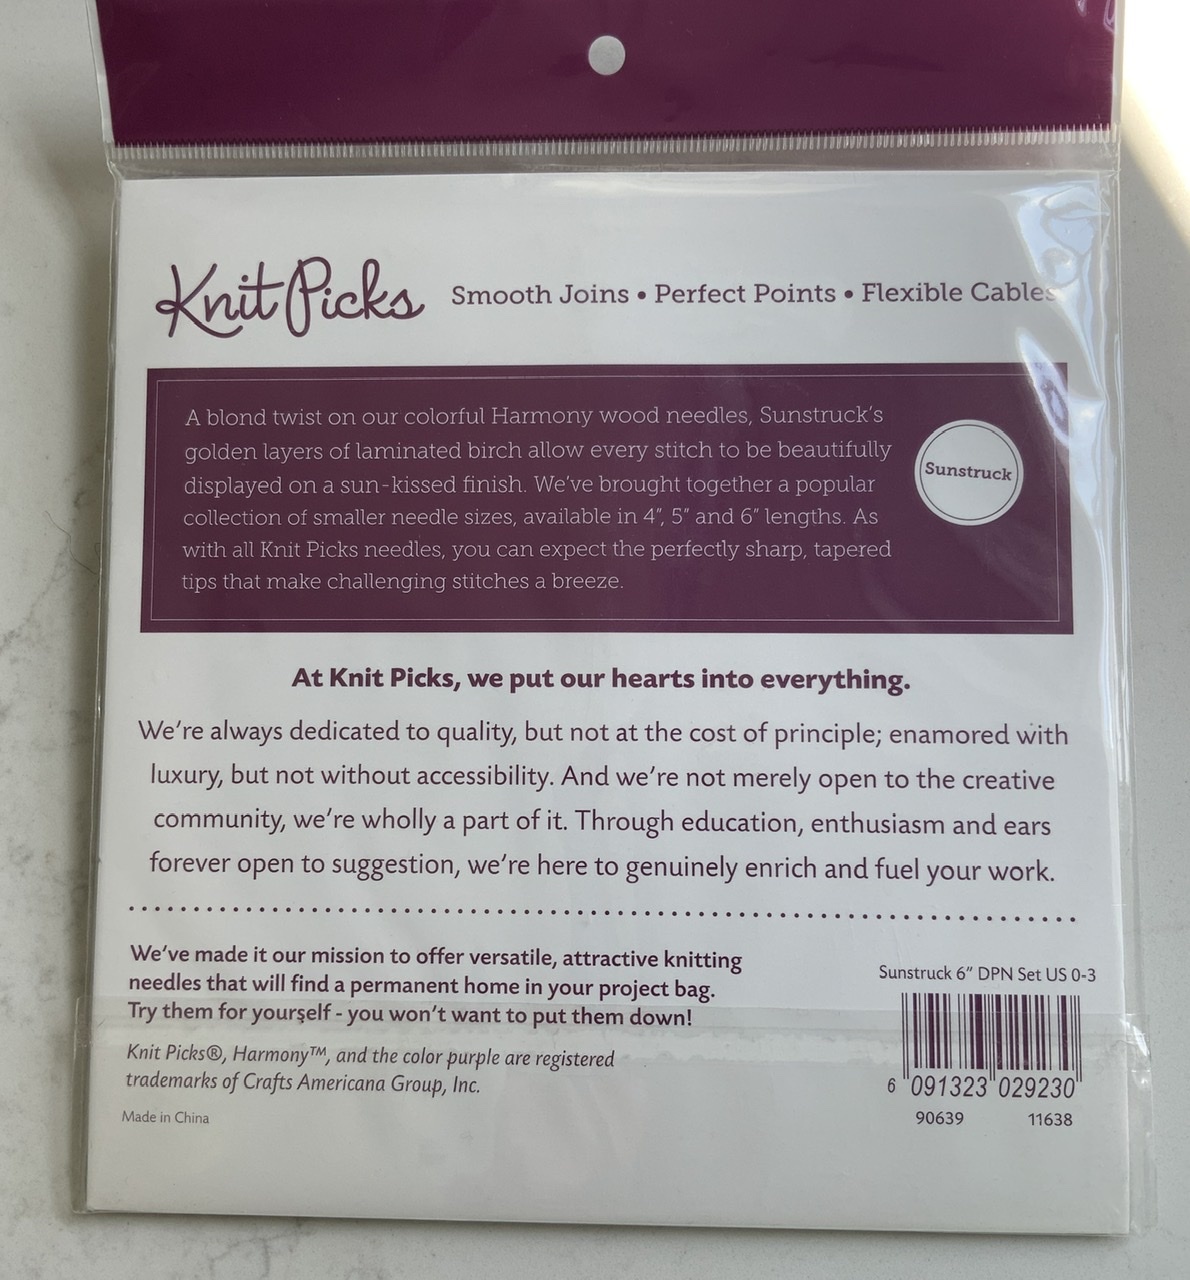 Knit Picks
Smooth Joins • Perfect Points • Flexible Cables
A blond twist on our colorful Harmony wood needles, Sunstruck's
golden layers of laminated birch allow every stitch to be beautifully
displayed on a sun-kissed finish. We've brought together a popular
collection of smaller needle sizes, available in 4", 5" and 6" lengths. As
with all Knit Picks needles, you can expect the perfectly sharp, tapered
tips that make challenging stitches a breeze.
Sunstruck
At Knit Picks, we put our hearts into everything.
We're always dedicated to quality, but not at the cost of principle; enamored with
luxury, but not without accessibility. And we're not merely open to the creative
community, we're wholly a part of it. Through education, enthusiasm and ears
forever open to suggestion, we're here to genuinely enrich and fuel your work.
We've made it our mission to offer versatile, attractive knitting
needles that will find a permanent home in your project bag.
Try them for yourself - you won't want to put them down!
Knit Picks®, Harmony™, and the color purple are registered
trademarks of Crafts Americana Group, Inc.
Made in China
Sunstruck 6" DPN Set US 0-3
6 091323 029230
90639 11638